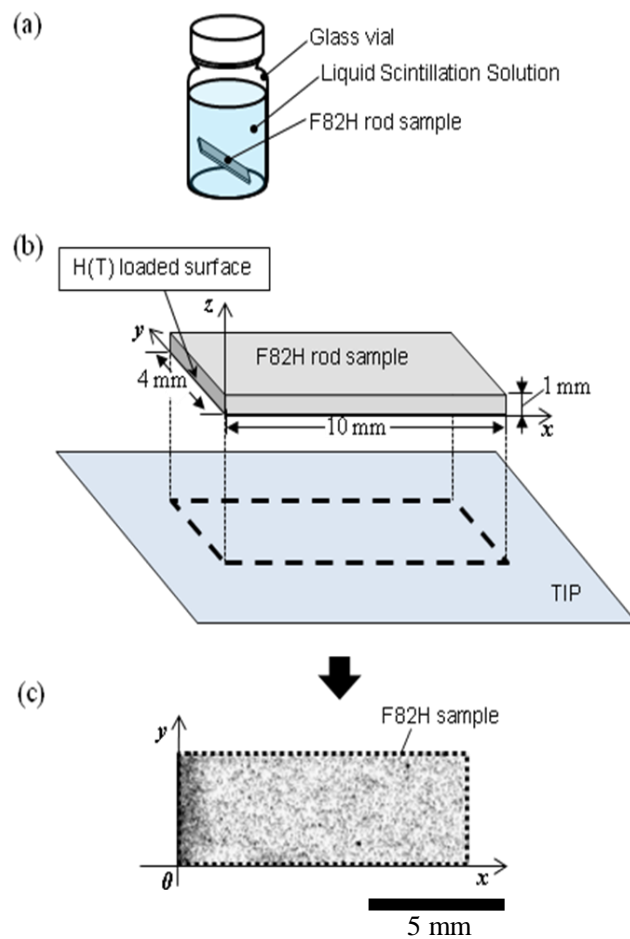 (a)
Glass vial
Liquid Scintillation Solution
F82H rod sample
(b)
H(T) loaded surface
z
y
F82H rod sample
4 mm
1 mm
10 mm
x
TIP
(c)
F82H sample
y
0
x
5 mm